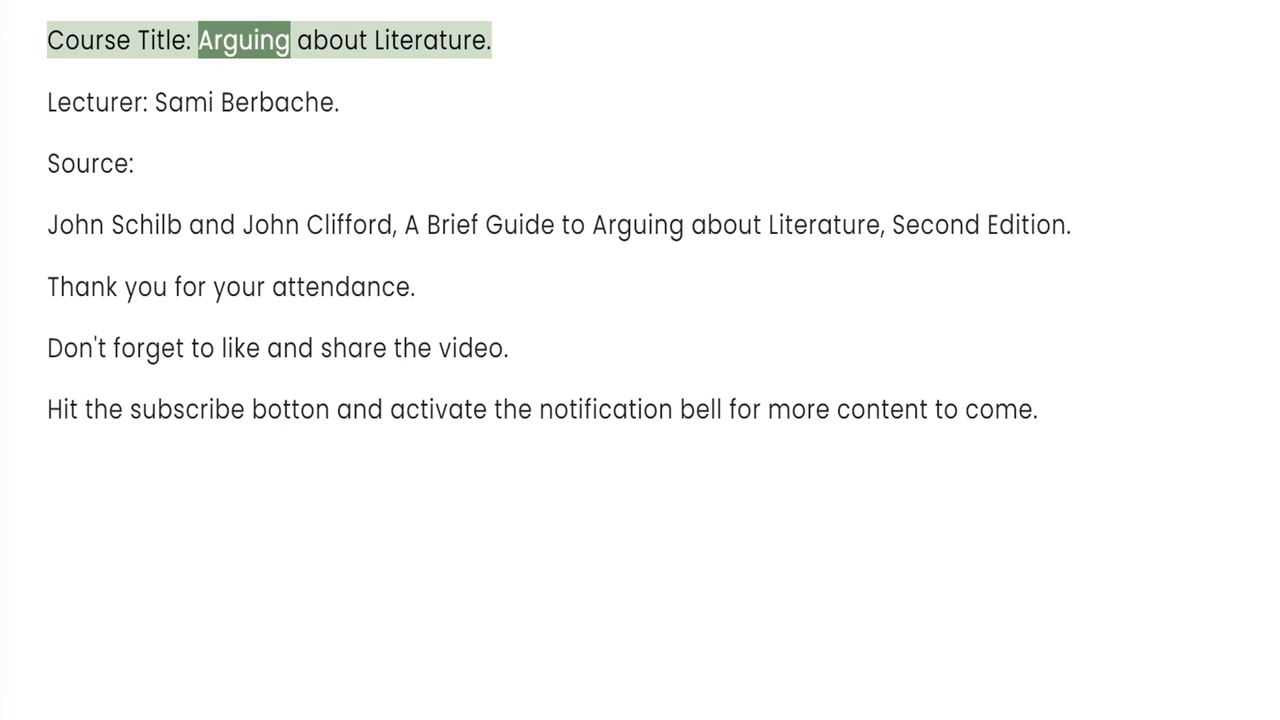 Course Title: Arguing about Literature.
Lecturer: Sami Berbache.
Source:
John Schilb and John Clifford, A Brief Guide to Arguing about Literature, Second Edition.
Thank you for your attendance.
Don't forget to like and share the video.
Hit the subscribe botton and activate the notification bell for more content to come.